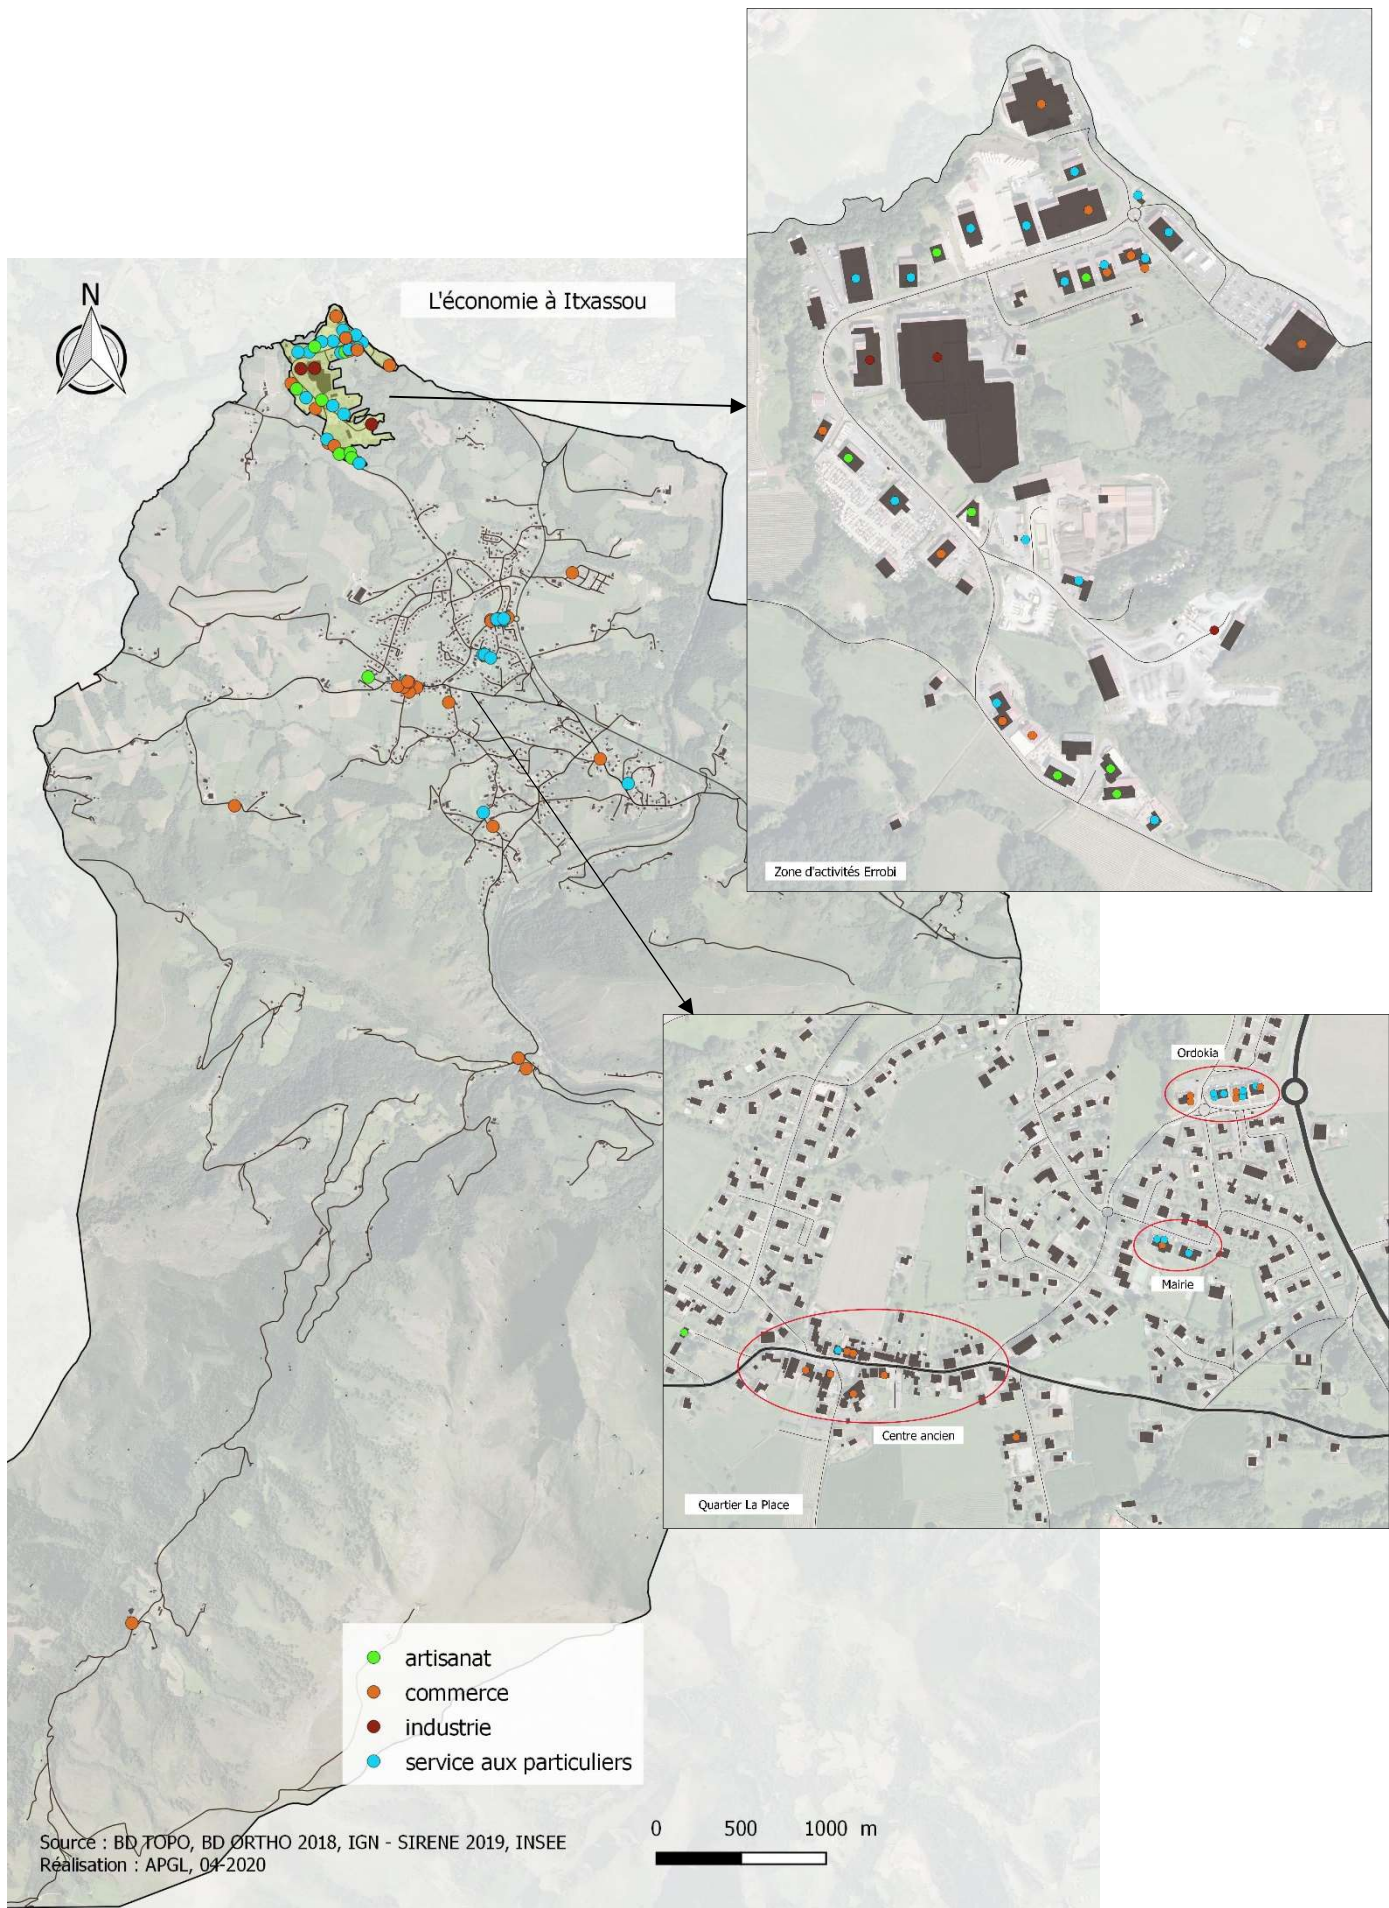 N
L'économie à Itxassou
Zone d'activités Errobi
Ordokia
Mairie
Centre ancien
Quartier La Place
artisanat
commerce
industrie
service aux particuliers
0 500 1000 m
Source : BD TOPO, BD ORTHO 2018, IGN - SIRENE 2019, INSEE
Réalisation : APGL, 04-2020